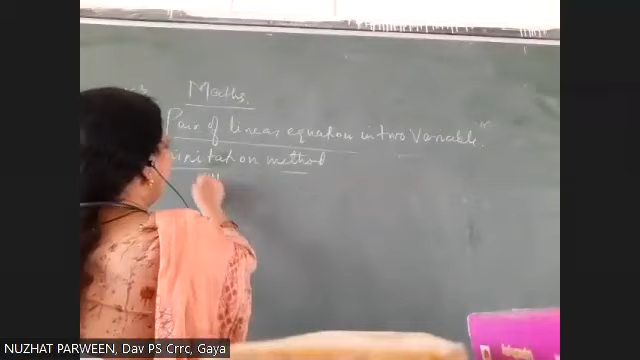 Maths.
Pair of linear equation in two Variable.
method
NUZHAT PARWEEN, Dav PS Crrc, Gaya